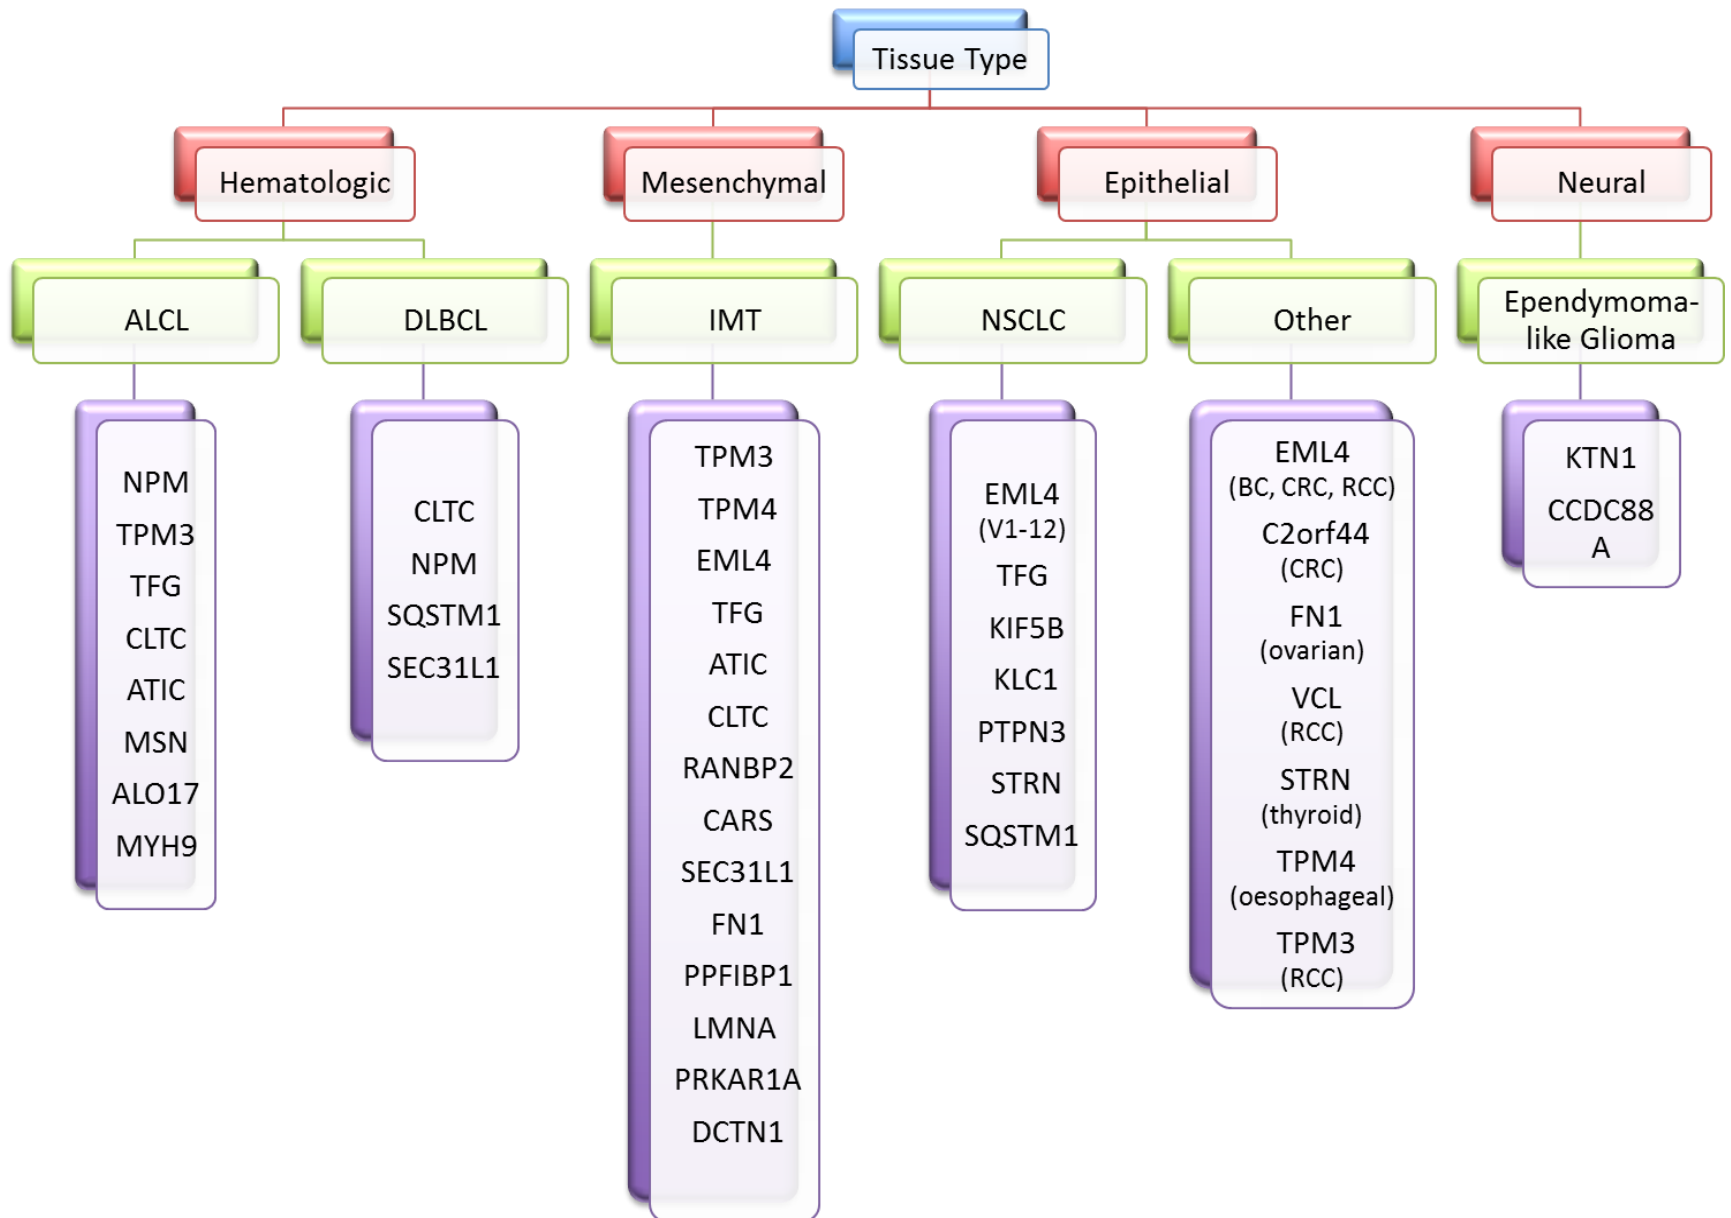 Tissue Type
Hematologic
Mesenchymal
Epithelial
Neural
ALCL
DLBCL
IMT
NSCLC
Other
Ependymoma-
like Glioma
NPM
TPM3
TFG
CLTC
ATIC
MSN
ALO17
MYH9
CLTC
NPM
SQSTM1
SEC31L1
TPM3
TPM4
EML4
TFG
ATIC
CLTC
RANBP2
CARS
SEC31L1
FN1
PPFIBP1
LMNA
PRKAR1A
DCTN1
EML4
(V1-12)
TFG
KIF5B
KLC1
PTPN3
STRN
SQSTM1
EML4
(BC, CRC, RCC)
C2orf44
(CRC)
FN1
(ovarian)
VCL
(RCC)
STRN
(thyroid)
TPM4
(oesophageal)
TPM3
(RCC)
KTN1
CCDC88
A